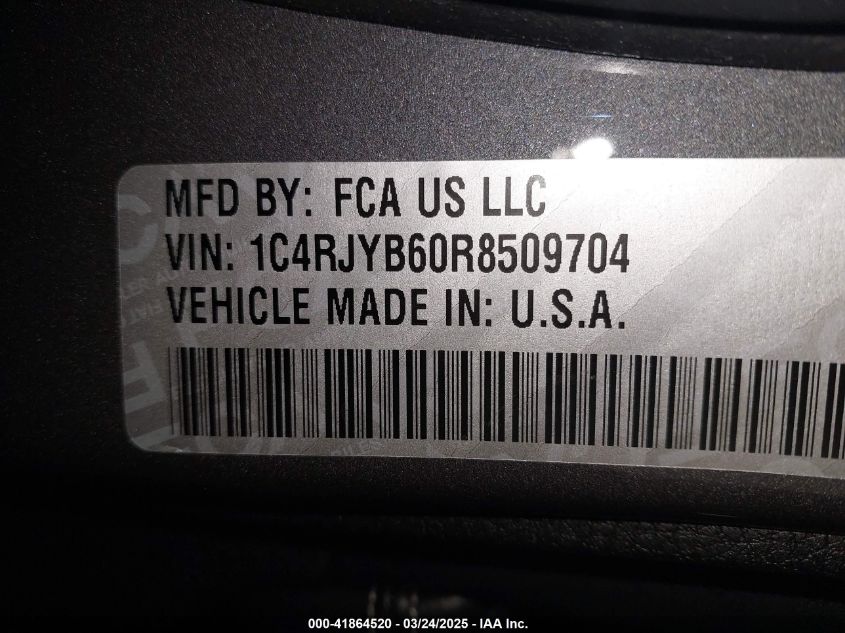 MFD BY: FCA US LLC
VIN: 1C4RJYB60R8509704
VEHICLE MADE IN: U.S.A.
000-41864520 — 03/24/2025 — IAA Inc.